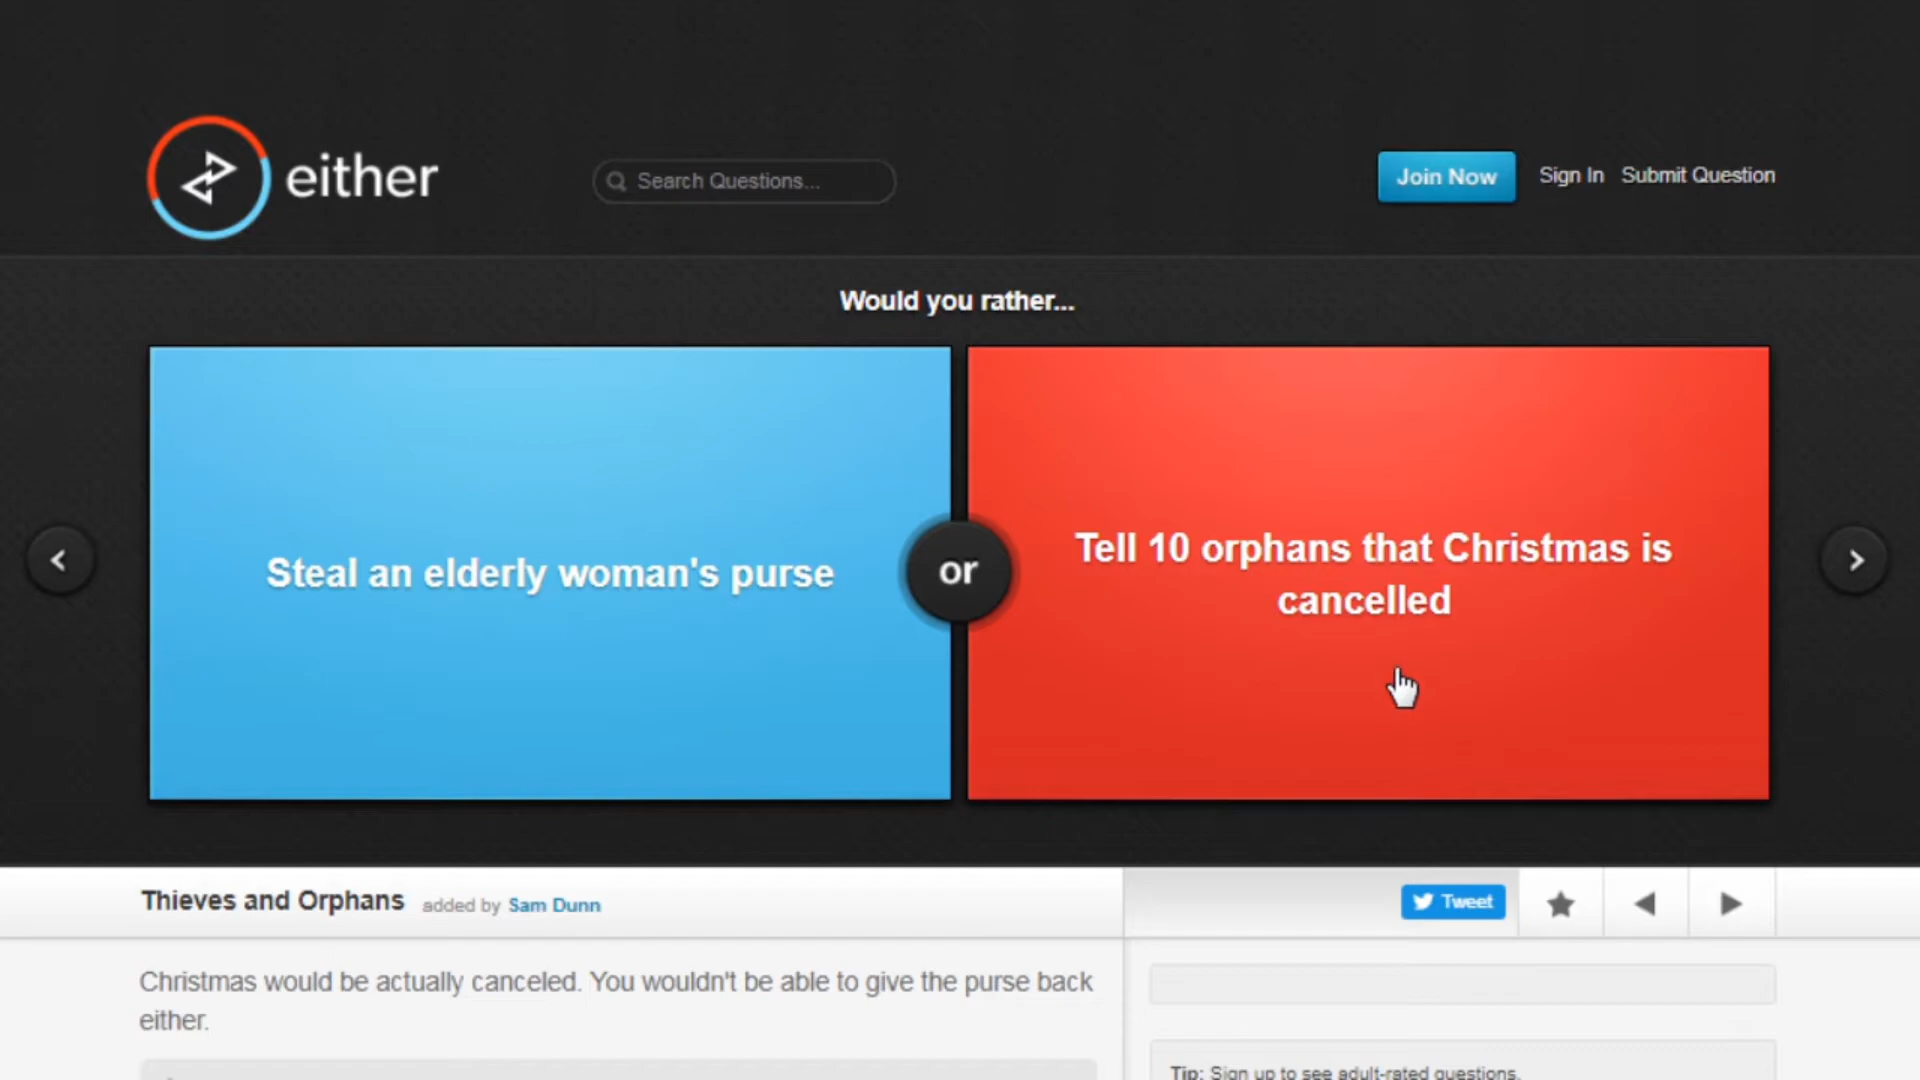 either
Search Questions...
Join Now
Sign In
Submit Question
Would you rather...
Steal an elderly woman's purse
or
Tell 10 orphans that Christmas is
cancelled
Thieves and Orphans added by Sam Dunn
Tweet
Christmas would be actually canceled. You wouldn't be able to give the purse back
either.
Tip: Sign up to see adult-rated questions.